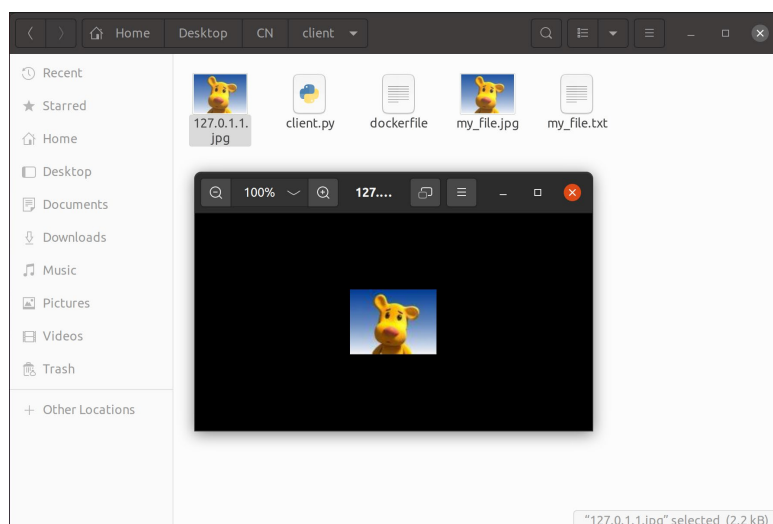 Home Desktop CN client
Recent
Starred
Home
Desktop
Documents
Downloads
Music
Pictures
Videos
Trash
Other Locations
127.0.1.1. client.py dockerfile my_file.jpg my_file.txt
jpg
100% 127....
"127.0.1.1.jpg" selected (2.2 kB)